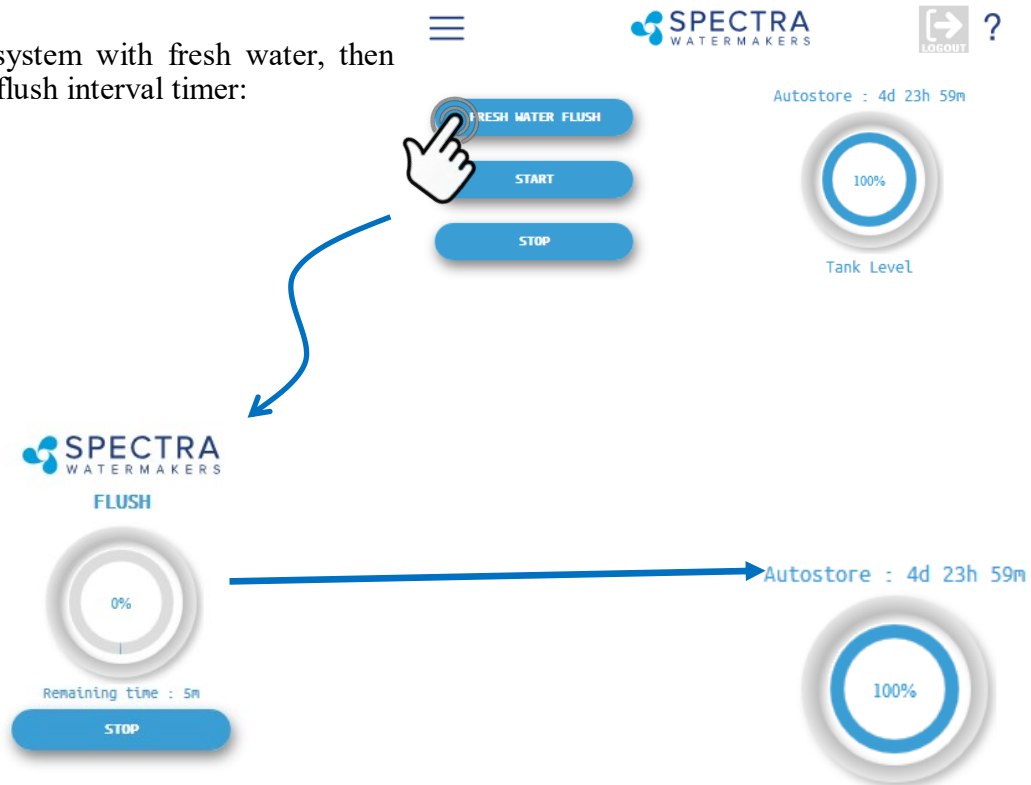 system with fresh water, then
flush interval timer:
SPECTRA
WATERMAKERS
LOGOUT
?
FRESH WATER FLUSH
START
STOP
Autostore : 4d 23h 59m
100%
Tank Level
SPECTRA
WATERMAKERS
FLUSH
0%
Remaining time : 5m
STOP
Autostore : 4d 23h 59m
100%